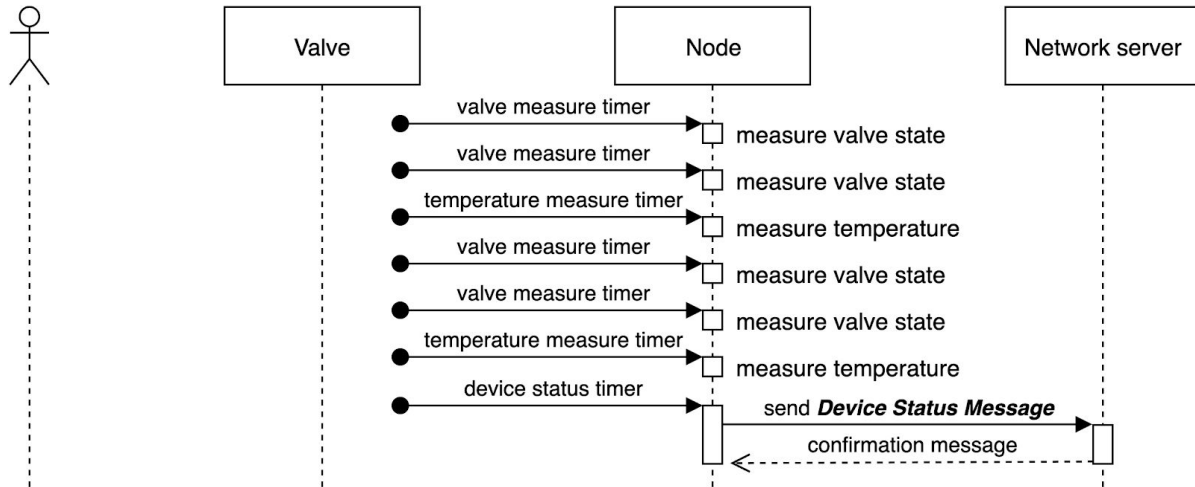 Valve
Node
Network server
valve measure timer
measure valve state
valve measure timer
measure valve state
temperature measure timer
measure temperature
valve measure timer
measure valve state
valve measure timer
measure valve state
temperature measure timer
measure temperature
device status timer
send Device Status Message
confirmation message